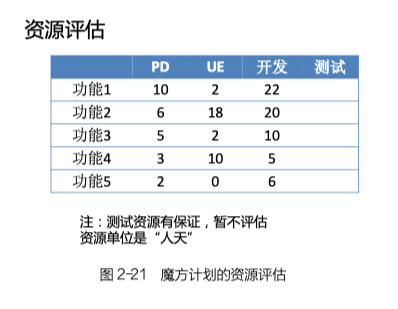 资源评估
PD UE 开发 测试
功能1 10 2 22
功能2 6 18 20
功能3 5 2 10
功能4 3 10 5
功能5 2 0 6
注：测试资源有保证，暂不评估
资源单位是“人天”
图 2-21 魔方计划的资源评估